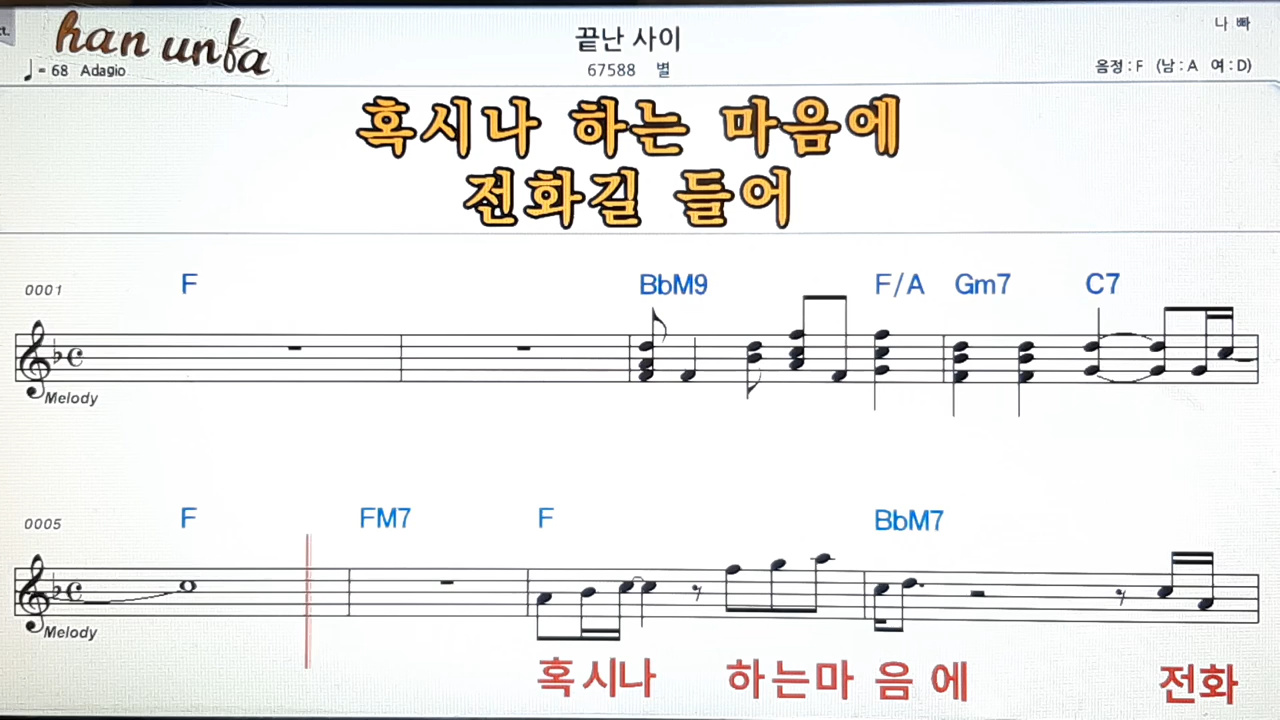 ct.
han unfa
끝난 사이
나 빠
♩= 68 Adagio
67588 별
음정 : F (남 : A 여 : D)
혹시나 하는 마음에
전화길 들어
0001 F BbM9 F/A Gm7 C7
Melody
0005 F FM7 F BbM7
Melody
혹시나 하는마 음 에 전화